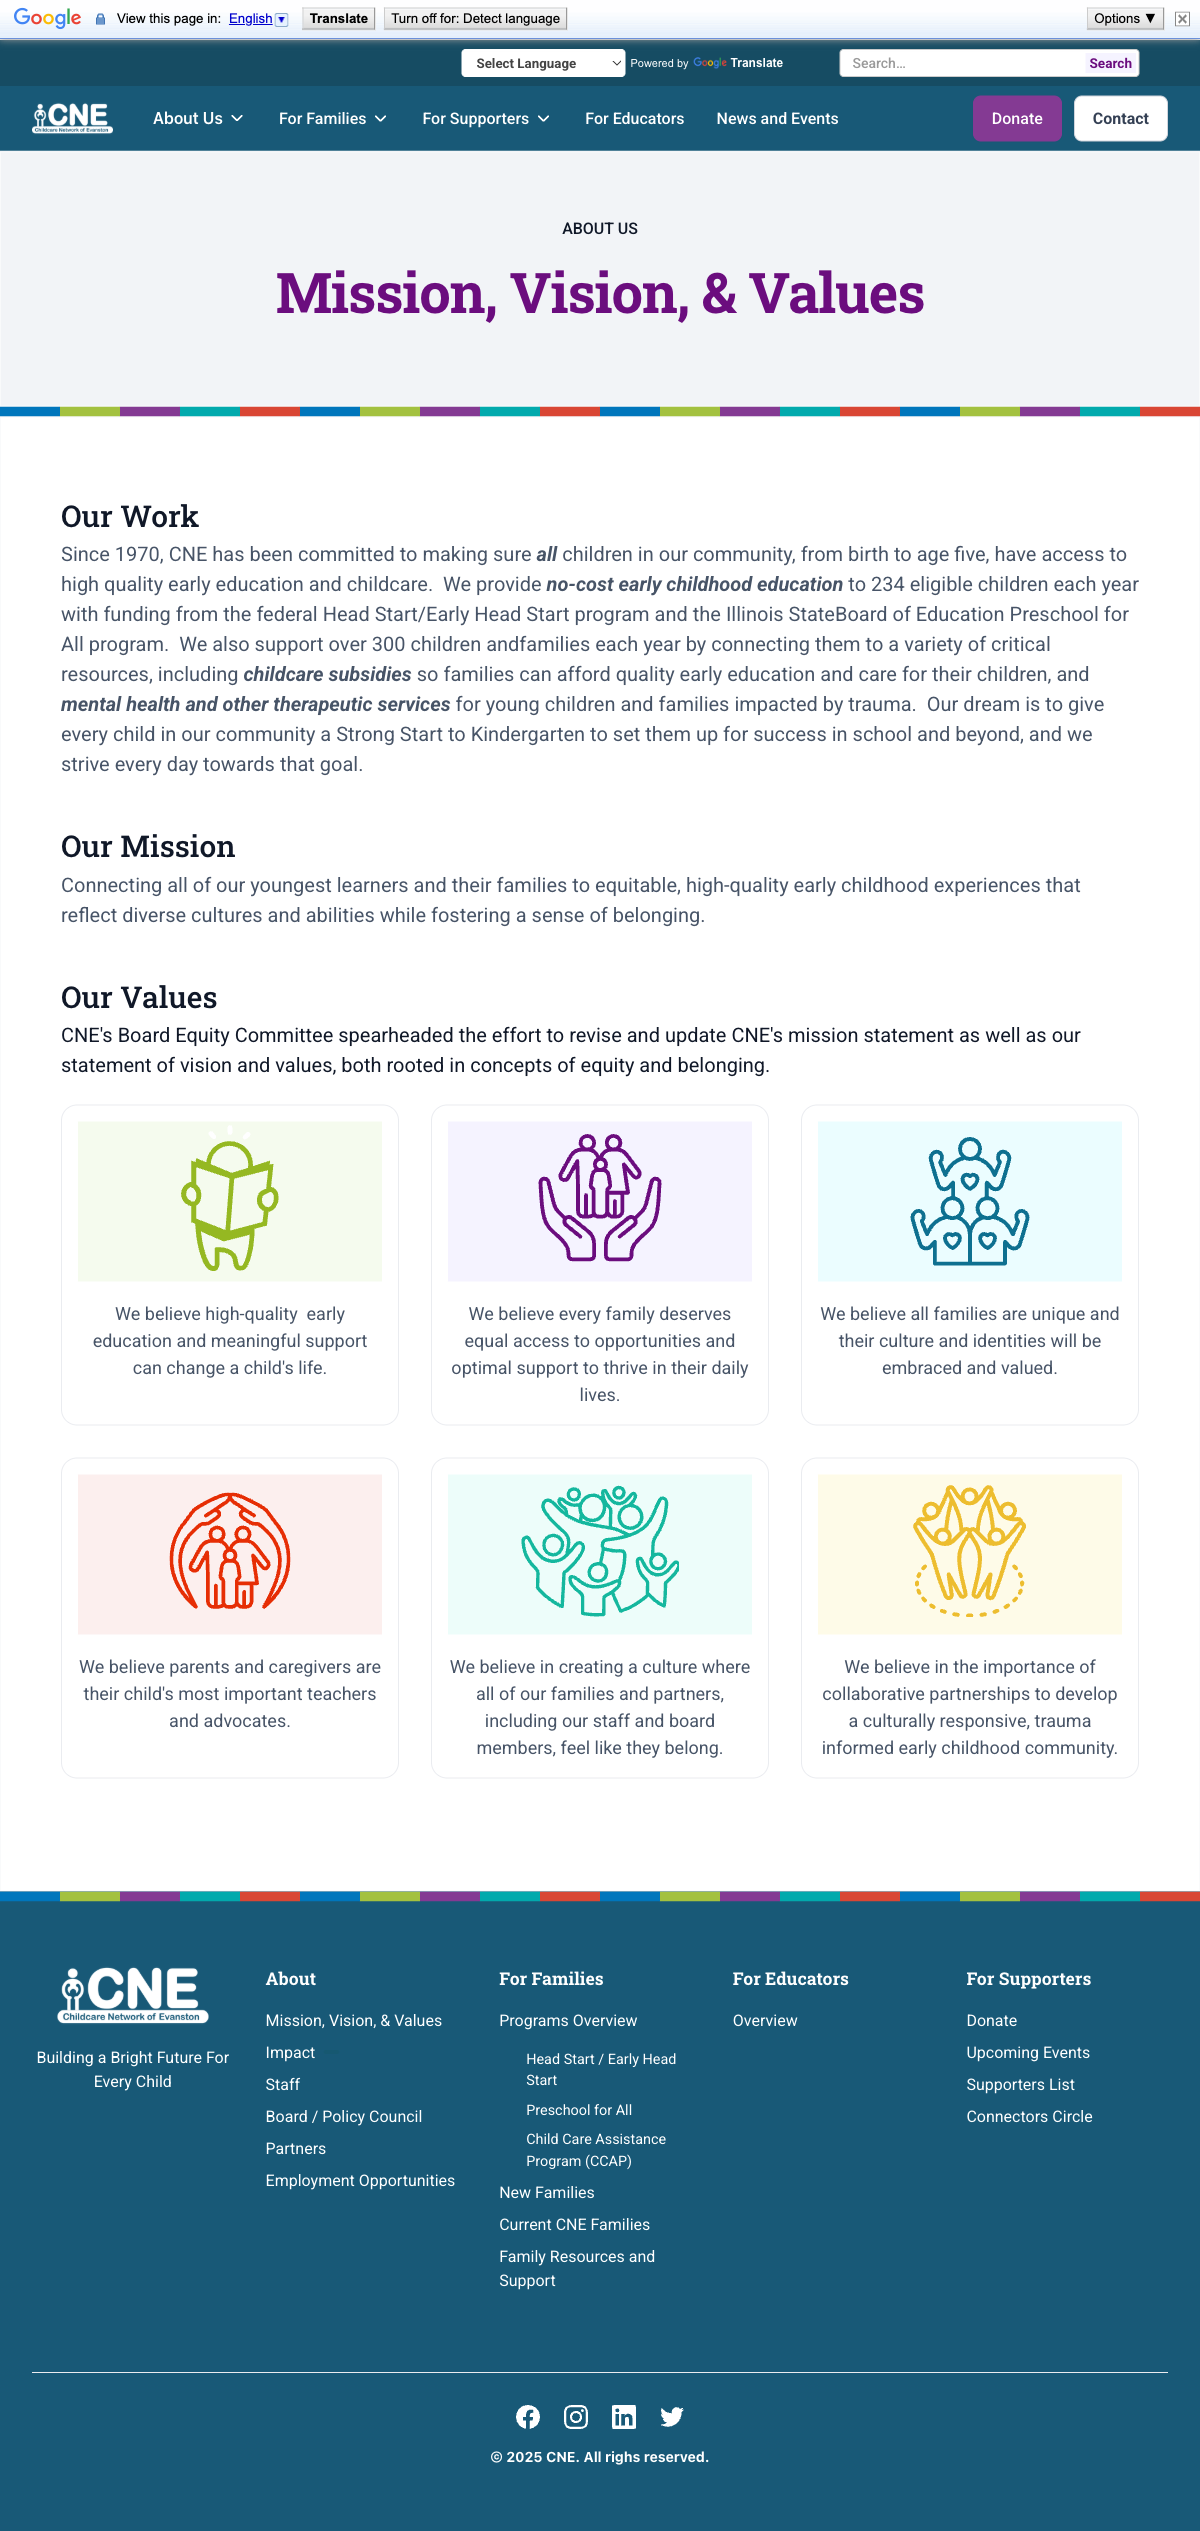 Google View this page in: English Translate Turn off for: Detect language Options ▼
Select Language Powered by Google Translate Search... Search
CNE
Childcare Network of Evanston
About Us For Families For Supporters For Educators News and Events Donate Contact
ABOUT US
Mission, Vision, & Values
Our Work
Since 1970, CNE has been committed to making sure all children in our community, from birth to age five, have access to
high quality early education and childcare.  We provide no-cost early childhood education to 234 eligible children each year
with funding from the federal Head Start/Early Head Start program and the Illinois StateBoard of Education Preschool for
All program.  We also support over 300 children andfamilies each year by connecting them to a variety of critical
resources, including childcare subsidies so families can afford quality early education and care for their children, and
mental health and other therapeutic services for young children and families impacted by trauma.  Our dream is to give
every child in our community a Strong Start to Kindergarten to set them up for success in school and beyond, and we
strive every day towards that goal.
Our Mission
Connecting all of our youngest learners and their families to equitable, high-quality early childhood experiences that
reflect diverse cultures and abilities while fostering a sense of belonging.
Our Values
CNE's Board Equity Committee spearheaded the effort to revise and update CNE's mission statement as well as our
statement of vision and values, both rooted in concepts of equity and belonging.
We believe high-quality  early
education and meaningful support
can change a child's life.
We believe every family deserves
equal access to opportunities and
optimal support to thrive in their daily
lives.
We believe all families are unique and
their culture and identities will be
embraced and valued.
We believe parents and caregivers are
their child's most important teachers
and advocates.
We believe in creating a culture where
all of our families and partners,
including our staff and board
members, feel like they belong.
We believe in the importance of
collaborative partnerships to develop
a culturally responsive, trauma
informed early childhood community.
CNE
Childcare Network of Evanston
Building a Bright Future For
Every Child
About
Mission, Vision, & Values
Impact
Staff
Board / Policy Council
Partners
Employment Opportunities
For Families
Programs Overview
Head Start / Early Head
Start
Preschool for All
Child Care Assistance
Program (CCAP)
New Families
Current CNE Families
Family Resources and
Support
For Educators
Overview
For Supporters
Donate
Upcoming Events
Supporters List
Connectors Circle
© 2025 CNE. All righs reserved.